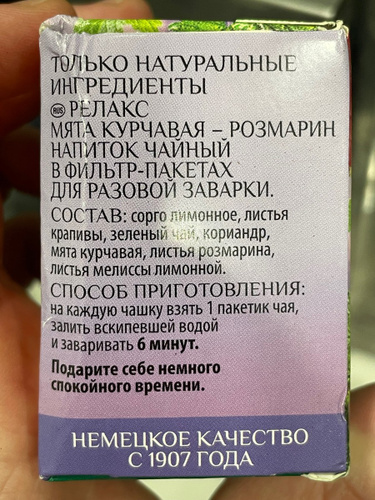 ТОЛЬКО НАТУРАЛЬНЫЕ
ИНГРЕДИЕНТЫ
RUS РЕЛАКС
МЯТА КУРЧАВАЯ – РОЗМАРИН
НАПИТОК ЧАЙНЫЙ
В ФИЛЬТР-ПАКЕТАХ
ДЛЯ РАЗОВОЙ ЗАВАРКИ.
СОСТАВ: сорго лимонное, листья
крапивы, зеленый чай, кориандр,
мята курчавая, листья розмарина,
листья мелиссы лимонной.
СПОСОБ ПРИГОТОВЛЕНИЯ:
на каждую чашку взять 1 пакетик чая,
залить вскипевшей водой
и заваривать 6 минут.
Подарите себе немного
спокойного времени.
НЕМЕЦКОЕ КАЧЕСТВО
С 1907 ГОДА